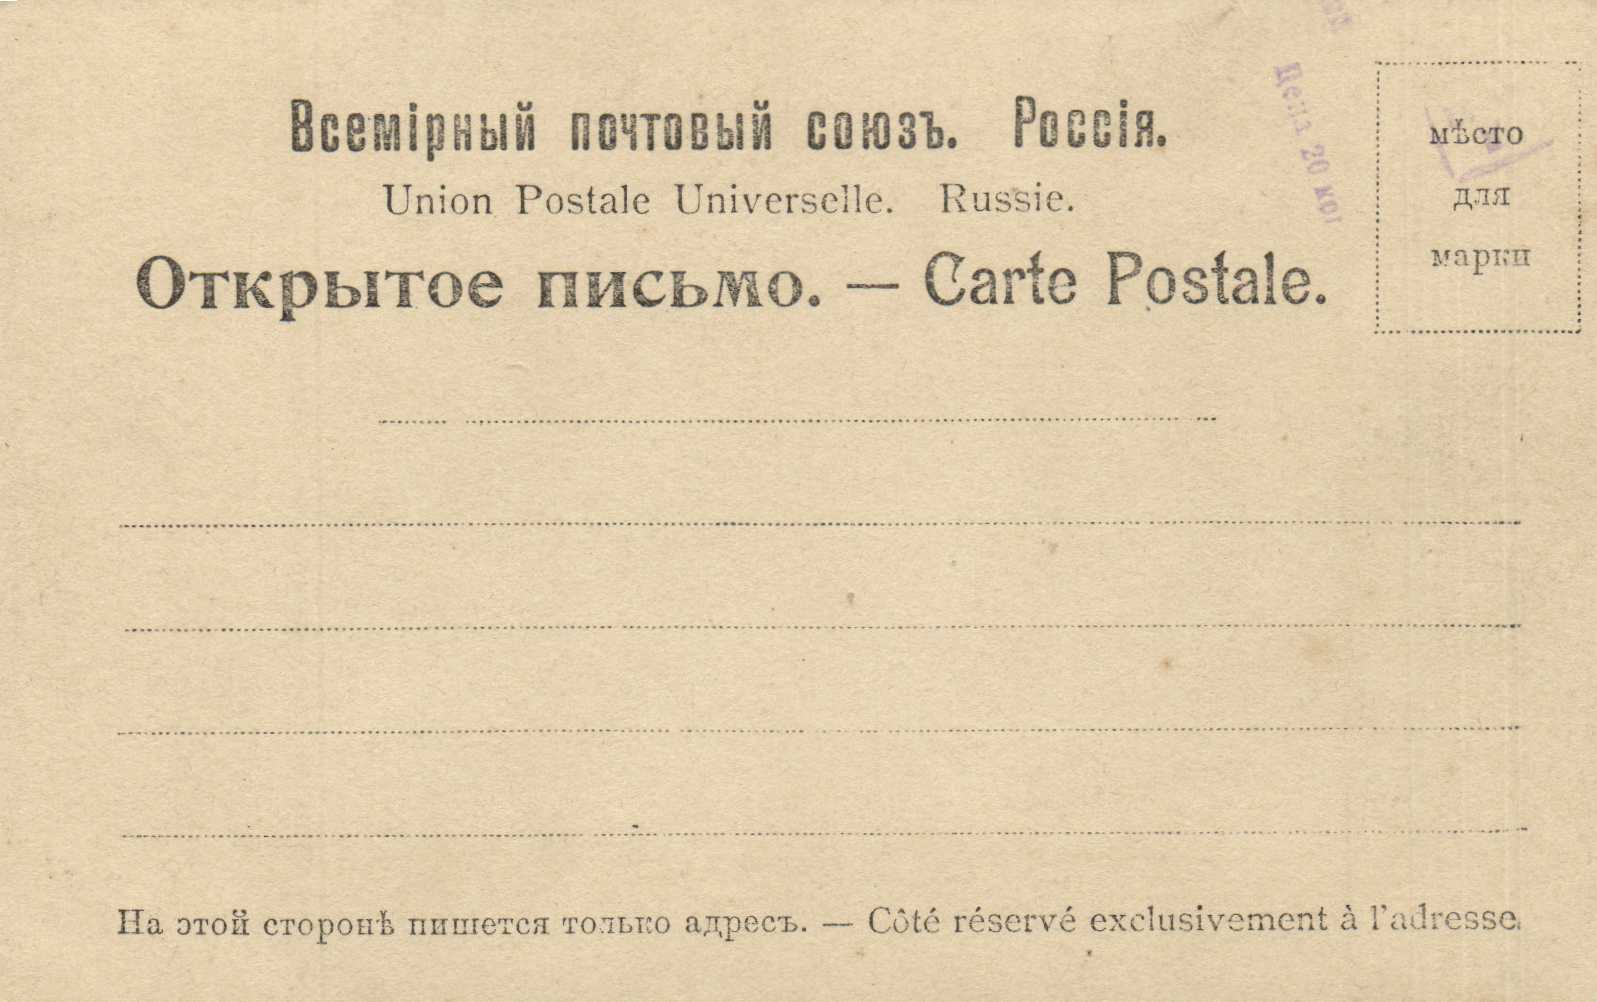 Всемірный почтовый союзъ. Россія.
Union Postale Universelle. Russie.
Открытое письмо. — Carte Postale.
мѣсто
для
марки
Цена 20 коп
На этой сторонѣ пишется только адресъ. — Côté réservé exclusivement à l'adresse.